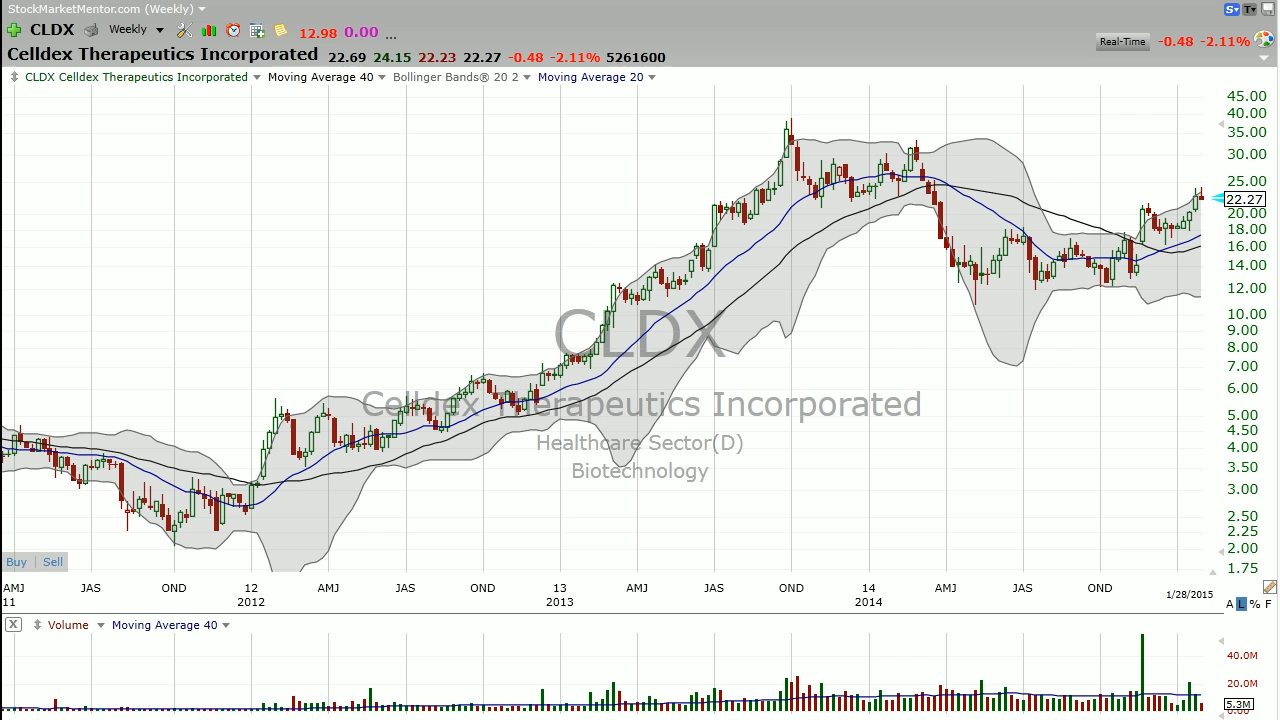 StockMarketMentor.com (Weekly)
S T
CLDX Weekly 12.98 0.00 ...
Celldex Therapeutics Incorporated 22.69 24.15 22.23 22.27 -0.48 -2.11% 5261600
Real-Time -0.48 -2.11%
CLDX Celldex Therapeutics Incorporated Moving Average 40 Bollinger Bands® 20 2 Moving Average 20
45.00
40.00
35.00
30.00
25.00
22.27
20.00
18.00
16.00
14.00
12.00
10.00
9.00
8.00
7.00
6.00
5.00
4.50
4.00
3.50
3.00
2.50
2.25
2.00
1.75
CLDX
Celldex Therapeutics Incorporated
Healthcare Sector(D)
Biotechnology
Buy Sell
AMJ JAS OND 12 AMJ JAS OND 13 AMJ JAS OND 14 AMJ JAS OND
11 2012 2013 2014 1/28/2015
A L % F
X Volume Moving Average 40
40.0M
20.0M
5.3M
0.00